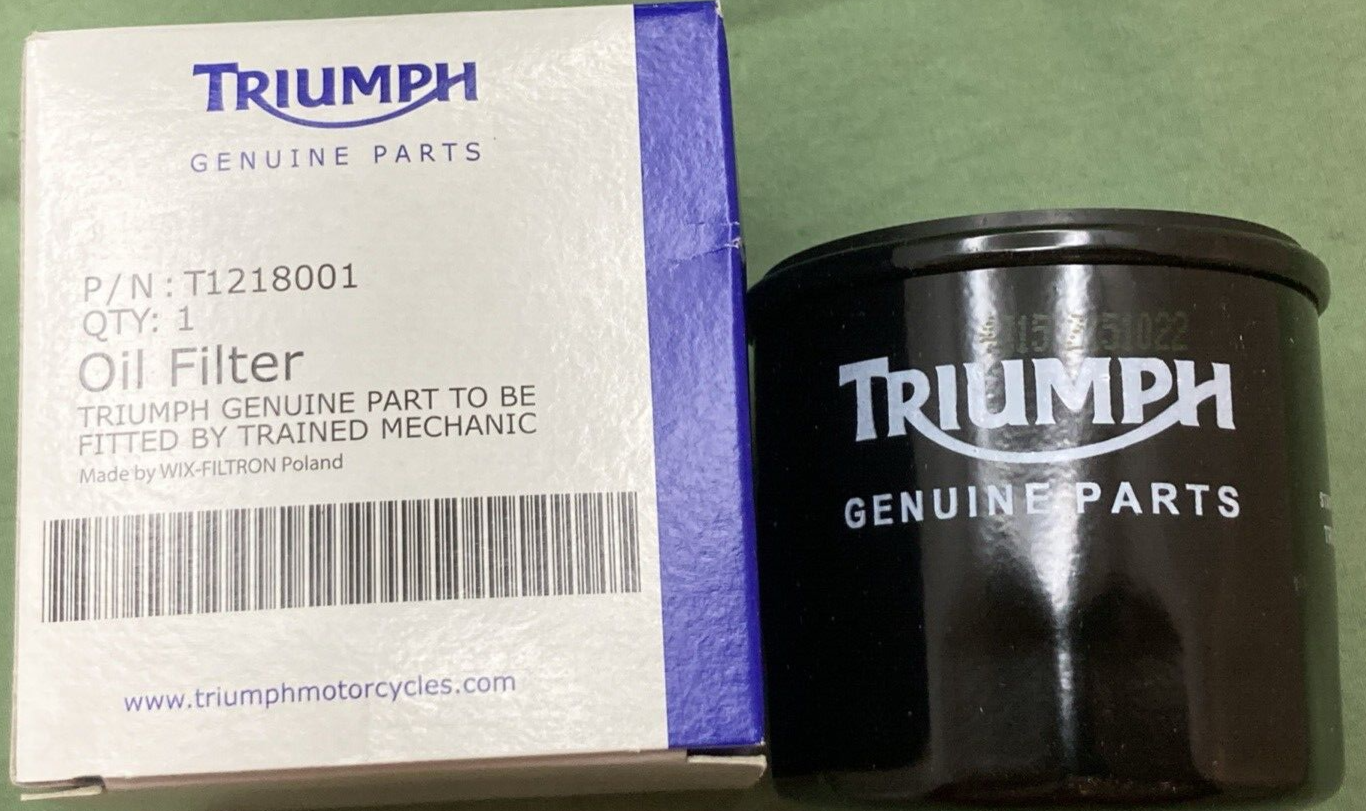 TRIUMPH
GENUINE PARTS
P/N: T1218001
QTY: 1
Oil Filter
TRIUMPH GENUINE PART TO BE
FITTED BY TRAINED MECHANIC
Made by WIX-FILTRON Poland
www.triumphmotorcycles.com
TRIUMPH
GENUINE PARTS